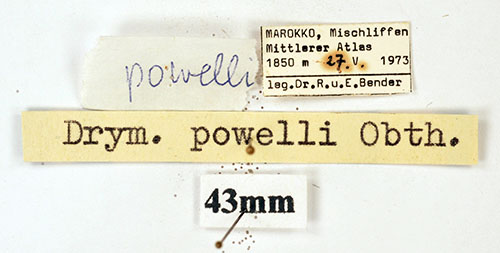 powelli
MAROKKO, Mischliffen
Mittlerer Atlas
1850 m - 27. V. 1973
leg.Dr.R.u.E.Bender
Drym. powelli Obth.
43mm